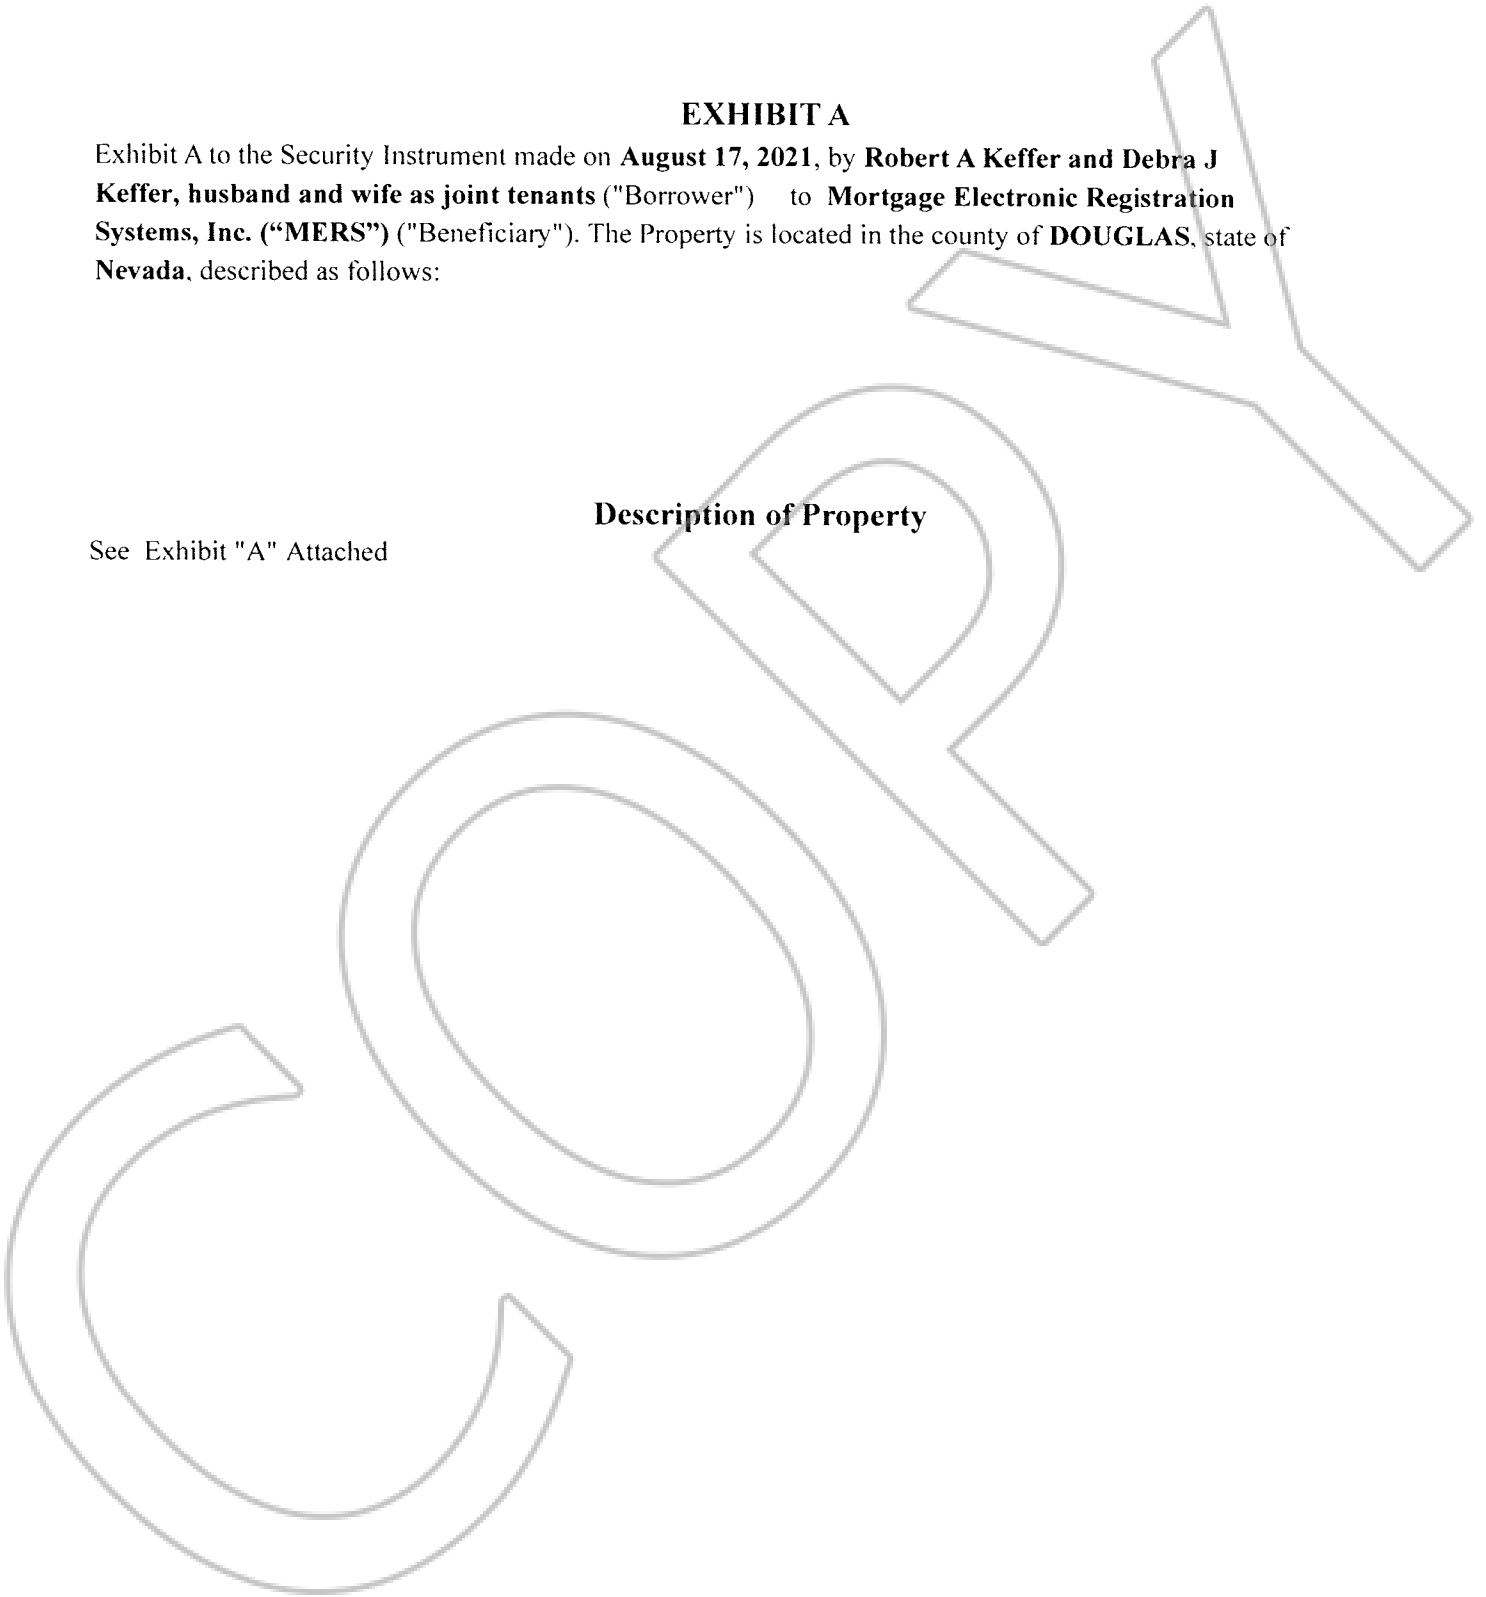 EXHIBIT A
Exhibit A to the Security Instrument made on August 17, 2021, by Robert A Keffer and Debra J
Keffer, husband and wife as joint tenants ("Borrower") to Mortgage Electronic Registration
Systems, Inc. (“MERS”) ("Beneficiary"). The Property is located in the county of DOUGLAS, state of
Nevada, described as follows:
Description of Property
See Exhibit "A" Attached
COPY